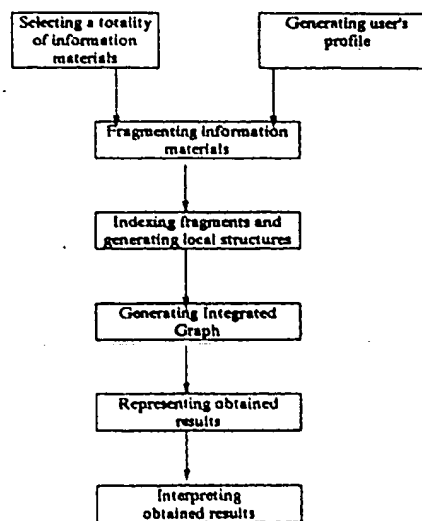 Selecting a totality
of information
materials
Generating user's
profile
Fragmenting information
materials
Indexing fragments and
generating local structures
Generating Integrated
Graph
Representing obtained
results
Interpreting
obtained results